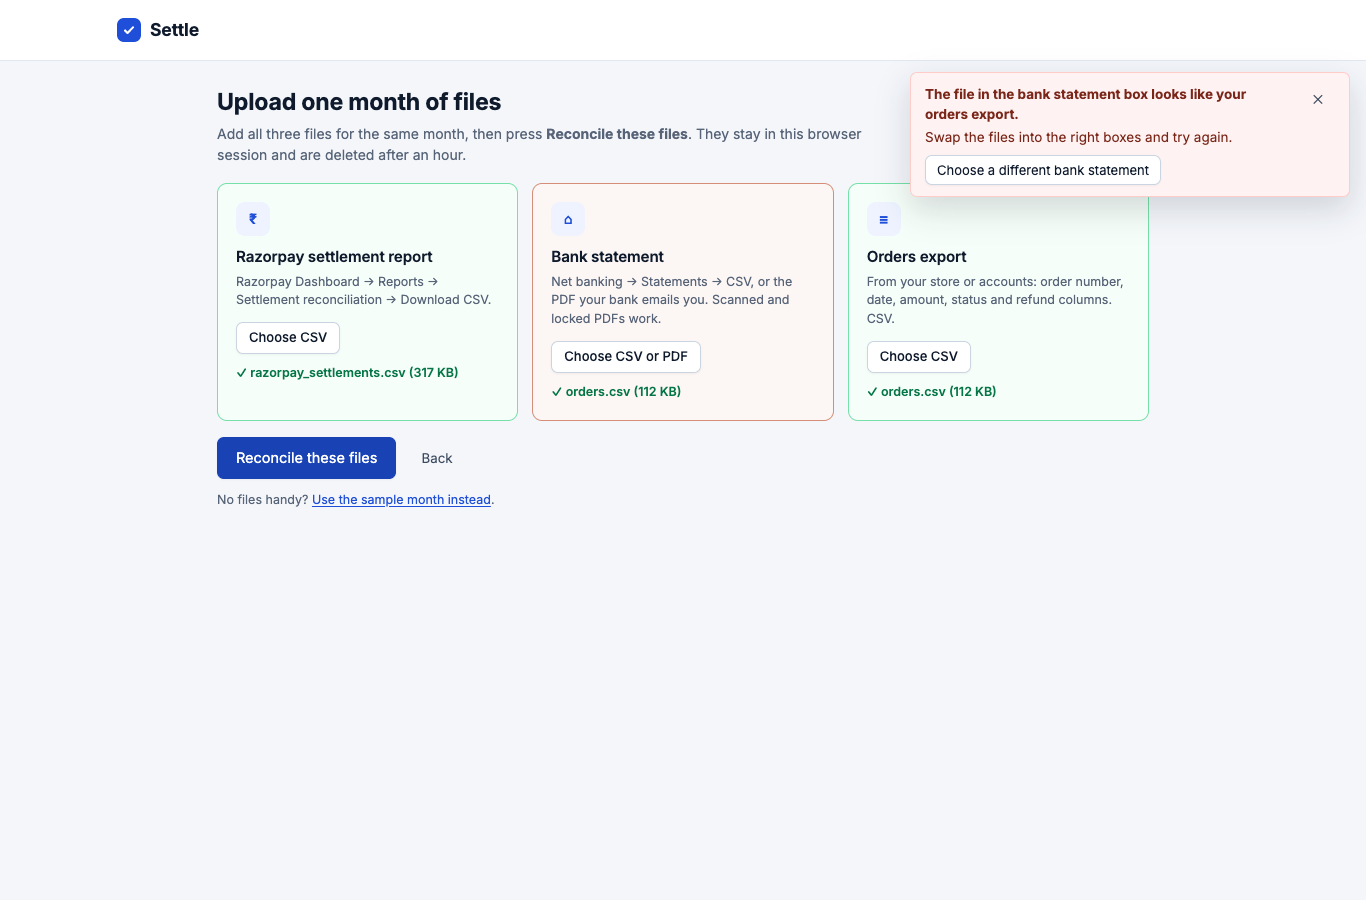 Settle
The file in the bank statement box looks like your
orders export.
Swap the files into the right boxes and try again.
Choose a different bank statement
Upload one month of files
Add all three files for the same month, then press Reconcile these files. They stay in this browser
session and are deleted after an hour.
₹
Razorpay settlement report
Razorpay Dashboard → Reports →
Settlement reconciliation → Download CSV.
Choose CSV
✓ razorpay_settlements.csv (317 KB)
Bank statement
Net banking → Statements → CSV, or the
PDF your bank emails you. Scanned and
locked PDFs work.
Choose CSV or PDF
✓ orders.csv (112 KB)
Orders export
From your store or accounts: order number,
date, amount, status and refund columns.
CSV.
Choose CSV
✓ orders.csv (112 KB)
Reconcile these files
Back
No files handy? Use the sample month instead.